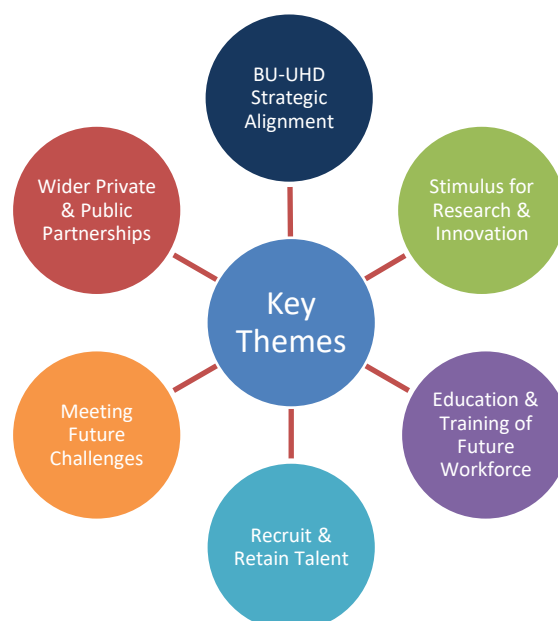 BU-UHD
Strategic
Alignment
Wider Private
& Public
Partnerships
Stimulus for
Research &
Innovation
Key
Themes
Meeting
Future
Challenges
Education &
Training of
Future
Workforce
Recruit &
Retain Talent